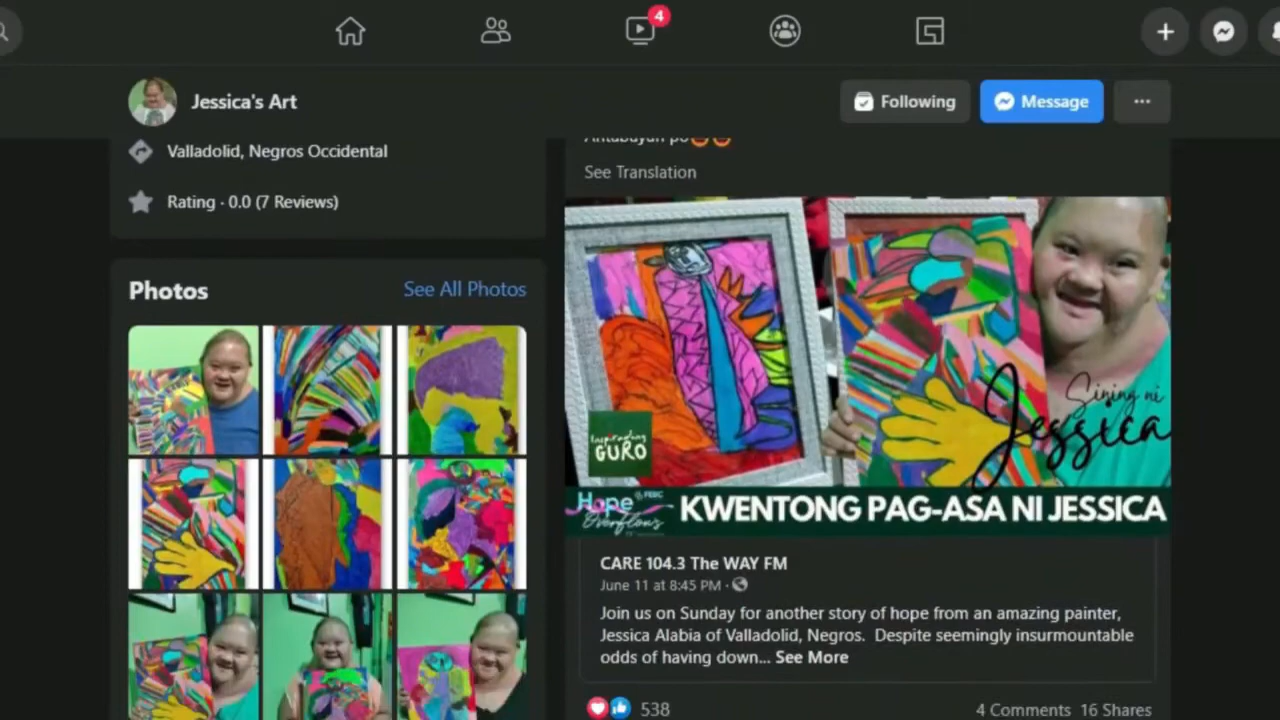 4
Jessica's Art
Following
Message
Valladolid, Negros Occidental
Rating · 0.0 (7 Reviews)
Photos
See All Photos
See Translation
Sining ni
Jessica
Inspirading
GURO
Hope FEBC
Overflows
KWENTONG PAG-ASA NI JESSICA
CARE 104.3 The WAY FM
June 11 at 8:45 PM ·
Join us on Sunday for another story of hope from an amazing painter,
Jessica Alabia of Valladolid, Negros. Despite seemingly insurmountable
odds of having down... See More
538
4 Comments 16 Shares